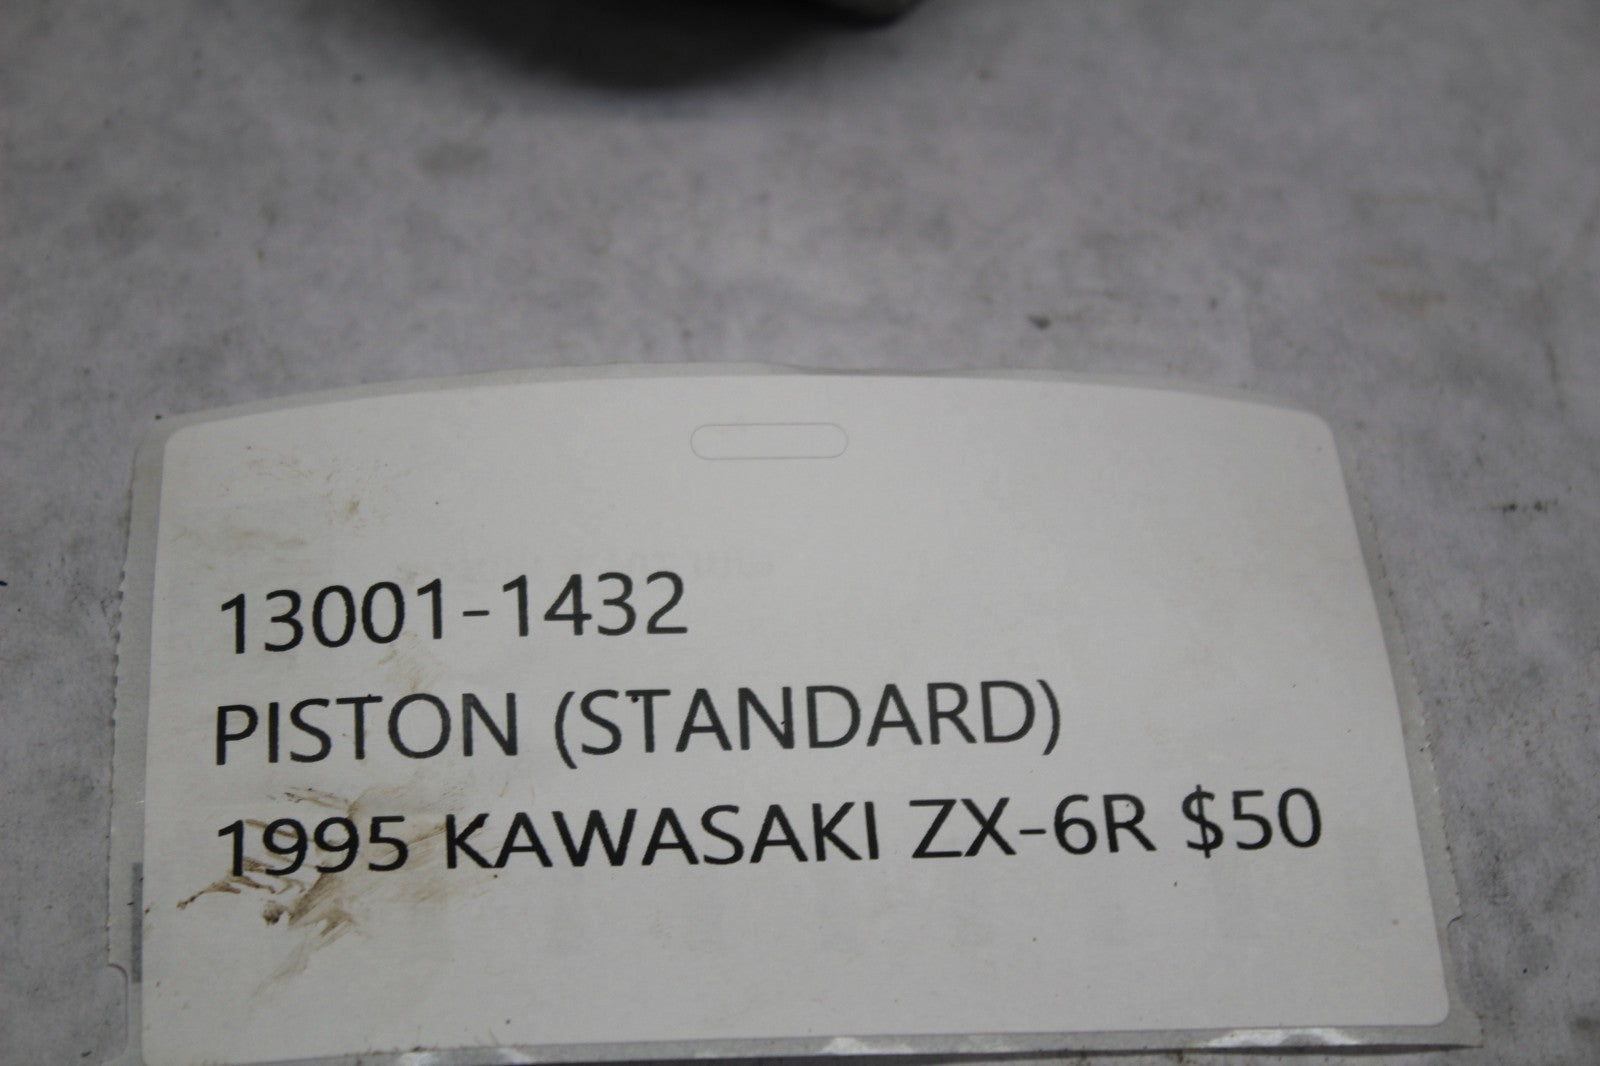 13001-1432
PISTON (STANDARD)
1995 KAWASAKI ZX-6R $50